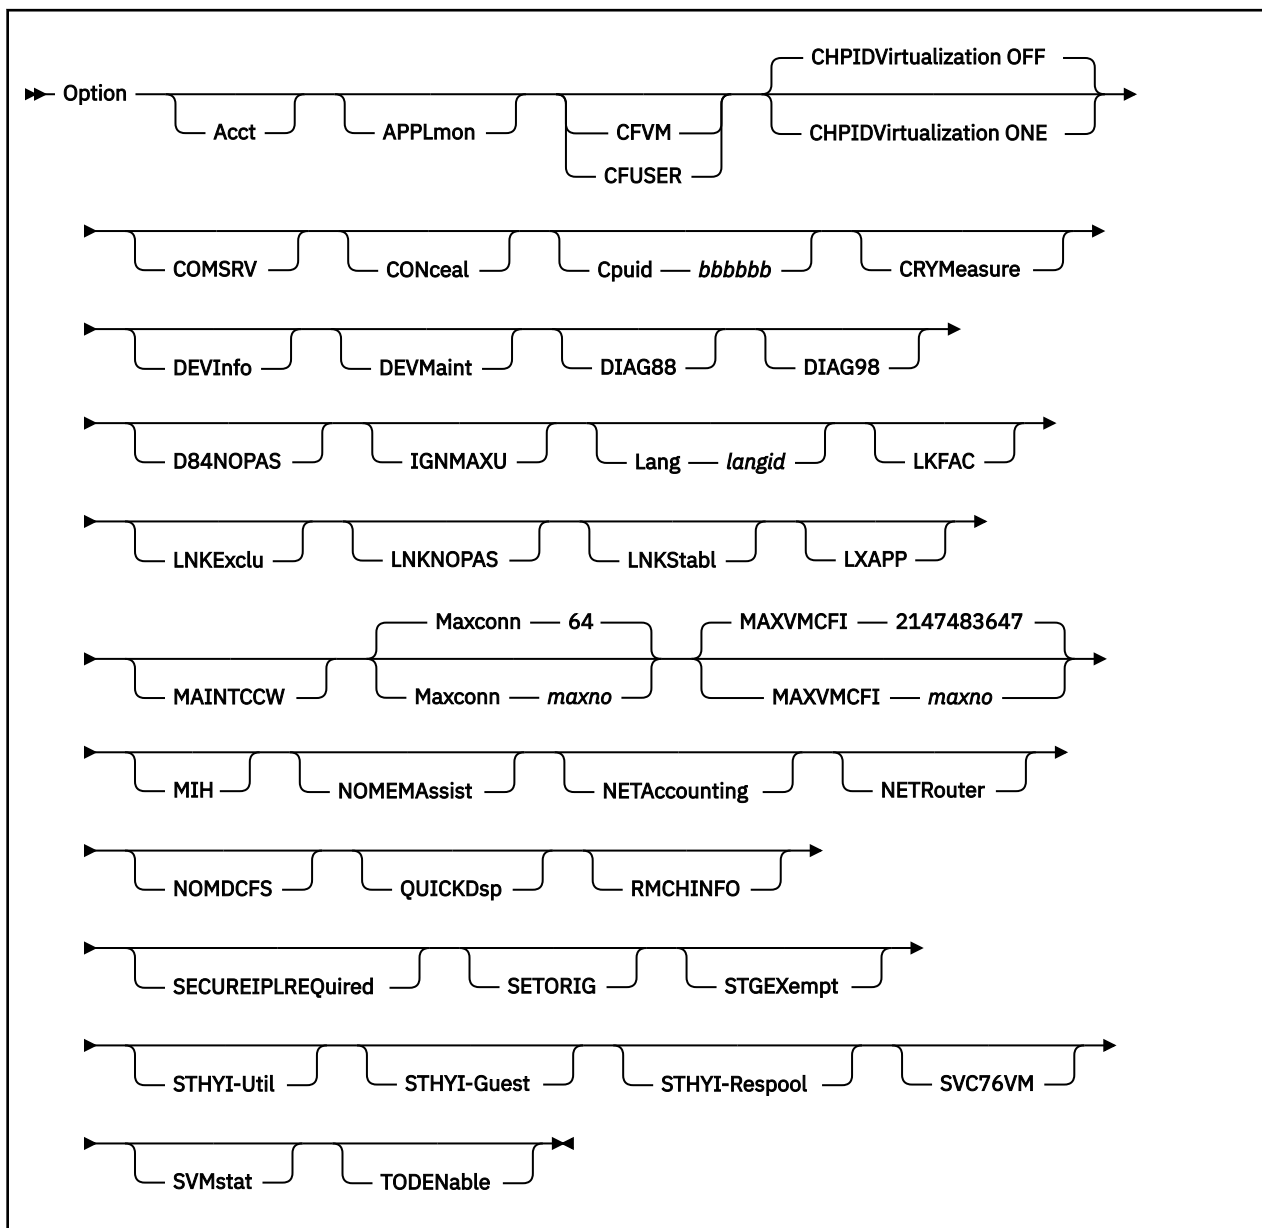 CHPIDVirtualization OFF
Option
Acct APPLmon CFVM CHPIDVirtualization ONE
CFUSER
COMSRV CONceal Cpuid bbbbbb CRYMeasure
DEVInfo DEVMaint DIAG88 DIAG98
D84NOPAS IGNMAXU Lang langid LKFAC
LNKExclu LNKNOPAS LNKStabl LXAPP
Maxconn 64 MAXVMCFI 2147483647
MAINTCCW Maxconn maxno MAXVMCFI maxno
MIH NOMEMAssist NETAccounting NETRouter
NOMDCFS QUICKDsp RMCHINFO
SECUREIPLREQuired SETORIG STGEXempt
STHYI-Util STHYI-Guest STHYI-Respool SVC76VM
SVMstat TODENable